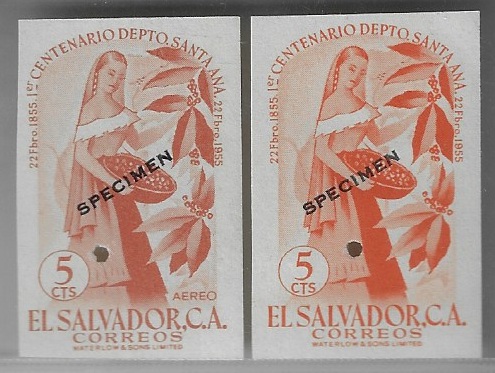 1er CENTENARIO DEPTO. SANTA ANA.
22 Fbro. 1855.
22 Fbro. 1955
SPECIMEN
5
CTS
AEREO
EL SALVADOR, C.A.
CORREOS
WATERLOW & SONS LIMITED
1er CENTENARIO DEPTO. SANTA ANA.
22 Fbro. 1855.
22 Fbro. 1955
SPECIMEN
5
CTS
EL SALVADOR, C.A.
CORREOS
WATERLOW & SONS LIMITED